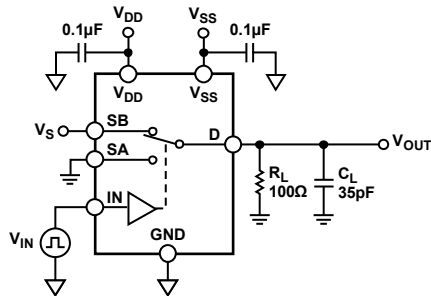 VDD VSS
0.1µF 0.1µF
VDD VSS
VS SB D VOUT
SA
RL
100Ω
CL
35pF
IN
VIN
GND